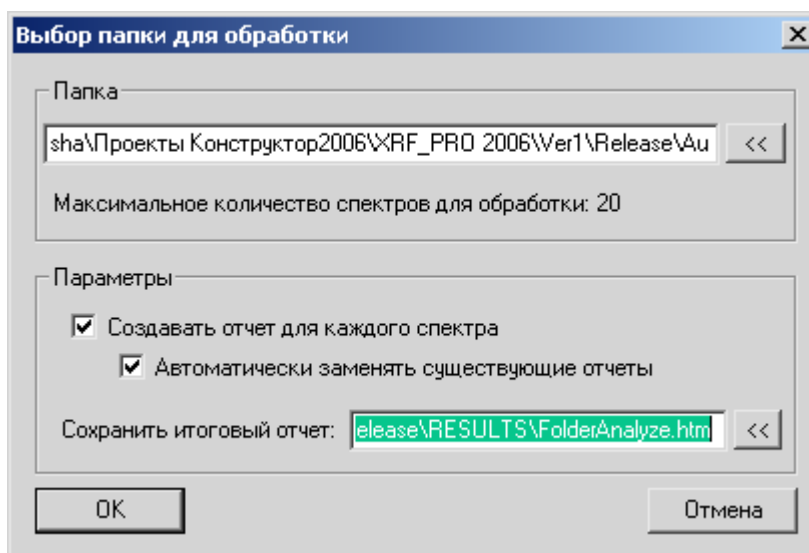 Выбор папки для обработки
Папка
sha\Проекты Конструктор2006\XRF_PRO 2006\Ver1\Release\Au
<<
Максимальное количество спектров для обработки: 20
Параметры
Создавать отчет для каждого спектра
Автоматически заменять существующие отчеты
Сохранить итоговый отчет: elease\RESULTS\FolderAnalyze.htm <<
OK Отмена